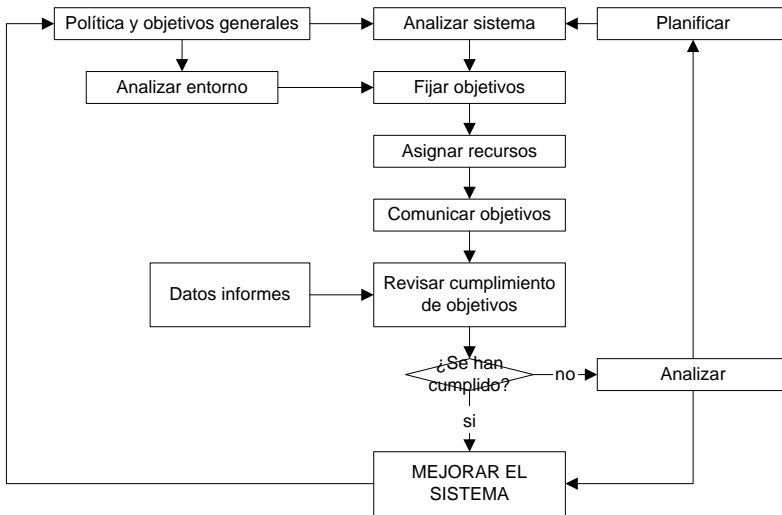 Política y objetivos generales
Analizar sistema
Planificar
Analizar entorno
Fijar objetivos
Asignar recursos
Comunicar objetivos
Datos informes
Revisar cumplimiento
de objetivos
¿Se han
cumplido?
no
Analizar
si
MEJORAR EL
SISTEMA